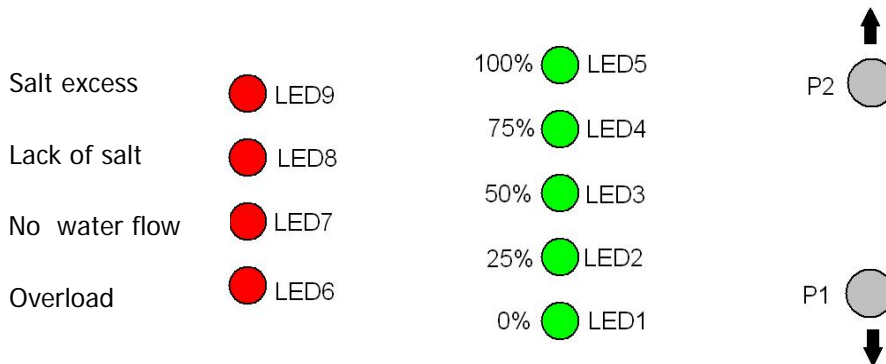 Salt excess
LED9
Lack of salt
LED8
No water flow
LED7
Overload
LED6
100% LED5
75% LED4
50% LED3
25% LED2
0% LED1
P2
P1